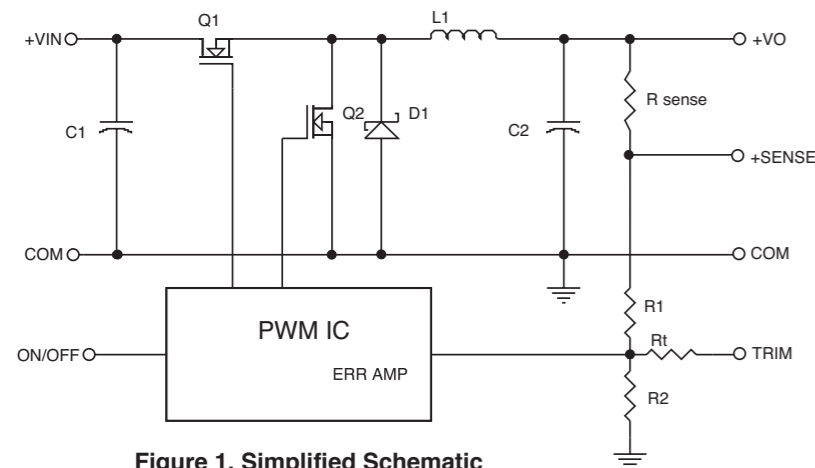 Q1
L1
+VIN
+VO
R sense
C1
Q2
D1
C2
+SENSE
COM
COM
R1
PWM IC
Rt
ON/OFF
TRIM
ERR AMP
R2
Figure 1. Simplified Schematic